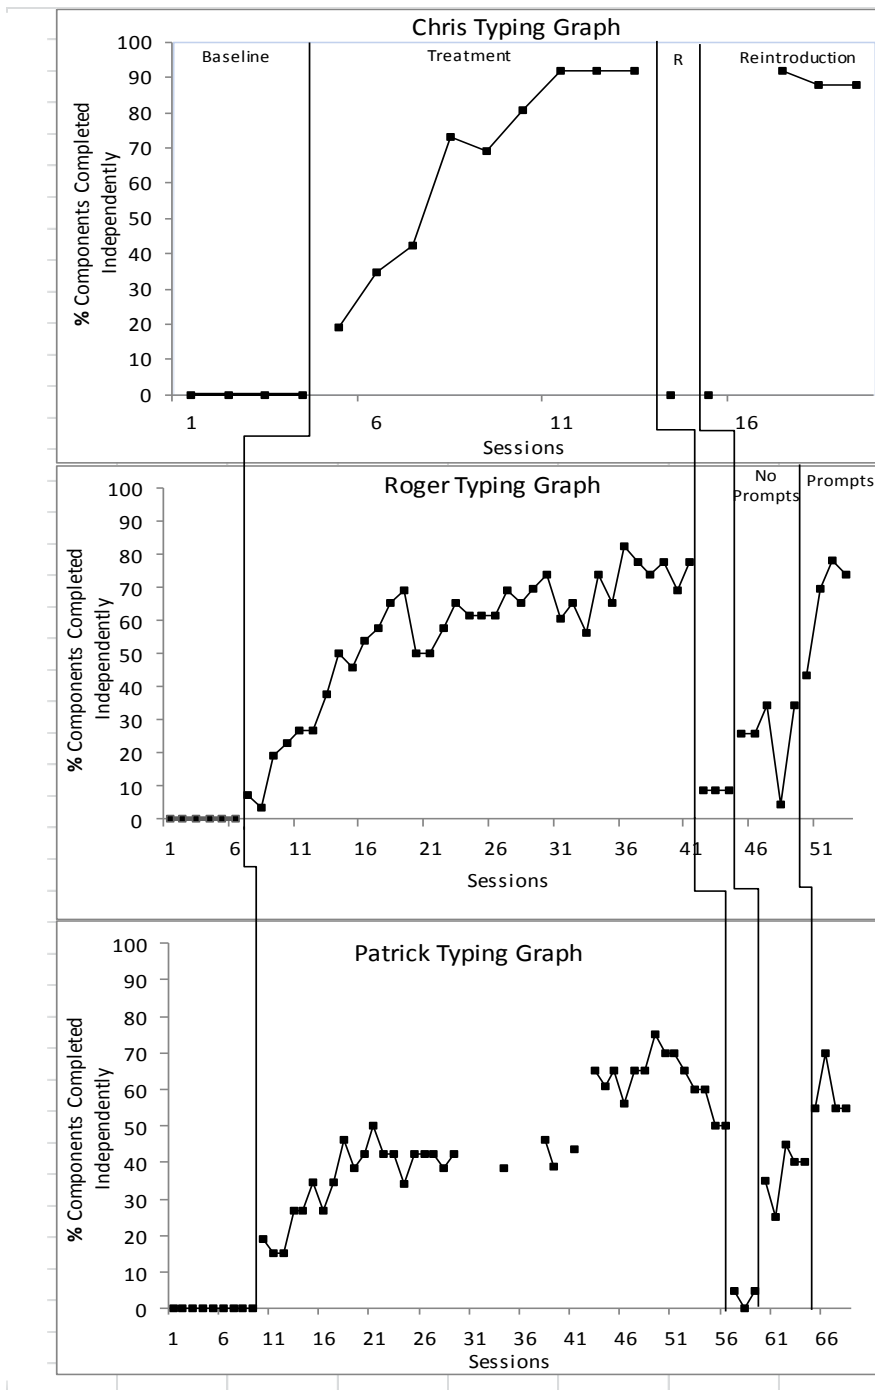 Chris Typing Graph
Baseline Treatment R Reintroduction
% Components Completed
Independently
100
90
80
70
60
50
40
30
20
10
0
1 6 11 16
Sessions
Roger Typing Graph
No
Prompts
Prompts
% Components Completed
Independently
100
90
80
70
60
50
40
30
20
10
0
1 6 11 16 21 26 31 36 41 46 51
Sessions
Patrick Typing Graph
% Components Completed
Independently
100
90
80
70
60
50
40
30
20
10
0
1 6 11 16 21 26 31 36 41 46 51 56 61 66
Sessions